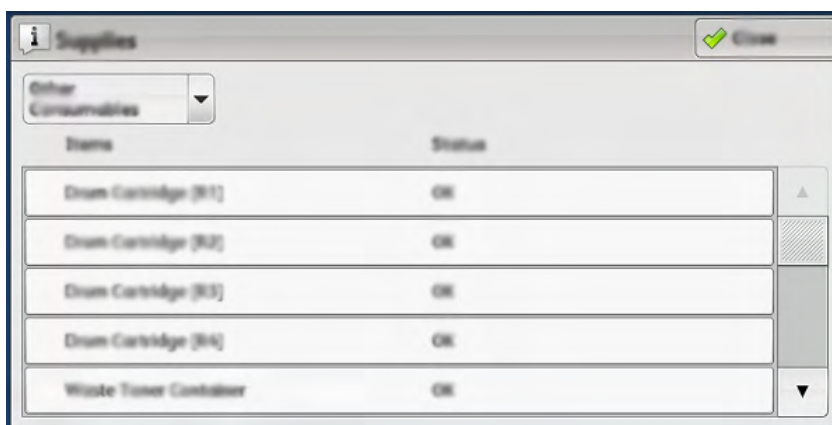 Supplies
Close
Other
Consumables
Items Status
Drum Cartridge [R1] OK
Drum Cartridge [R2] OK
Drum Cartridge [R3] OK
Drum Cartridge [R4] OK
Waste Toner Container OK